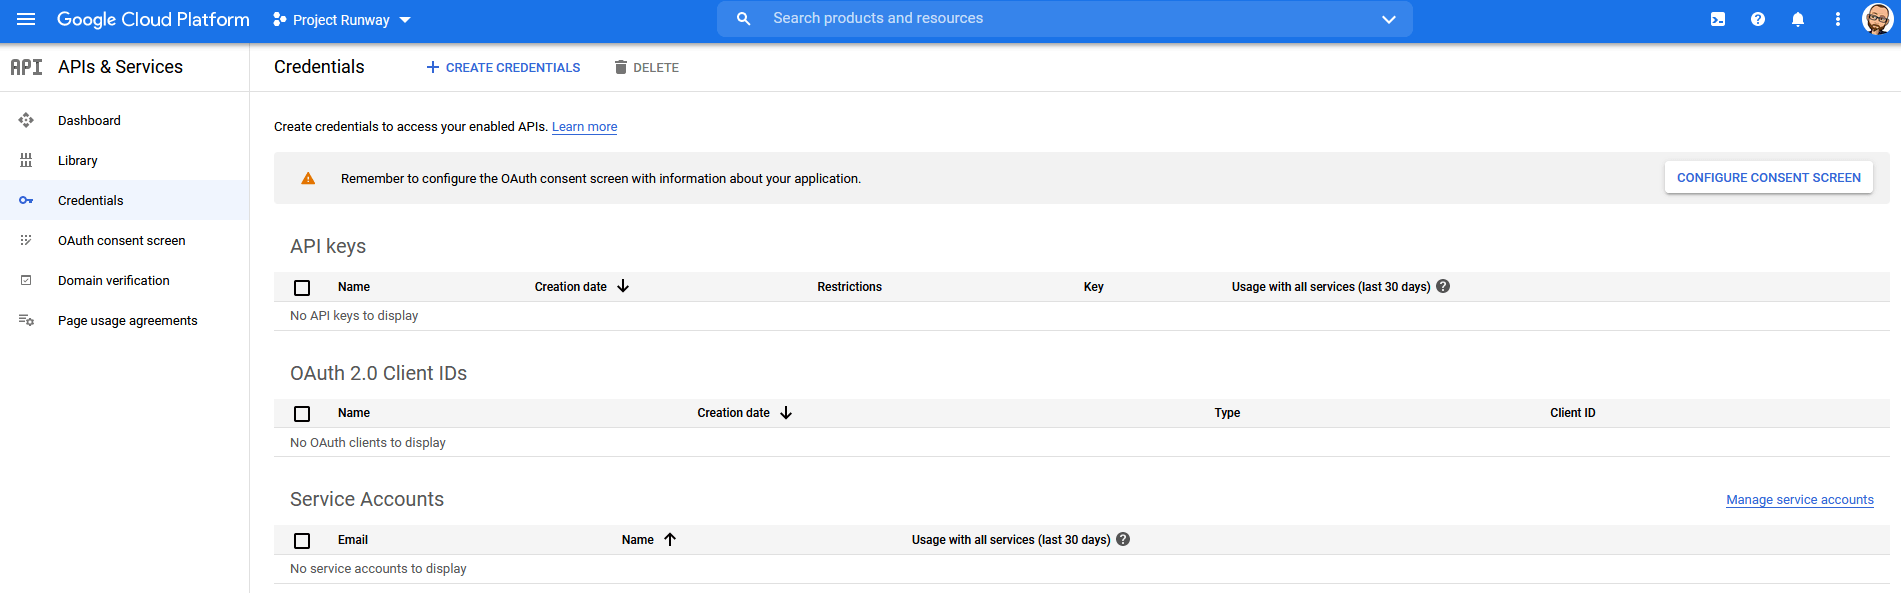 Google Cloud Platform
Project Runway
Search products and resources
API
APIs & Services
Credentials
CREATE CREDENTIALS
DELETE
Dashboard
Library
Credentials
OAuth consent screen
Domain verification
Page usage agreements
Create credentials to access your enabled APIs. Learn more
Remember to configure the OAuth consent screen with information about your application.
CONFIGURE CONSENT SCREEN
API keys
Name Creation date Restrictions Key Usage with all services (last 30 days)
No API keys to display
OAuth 2.0 Client IDs
Name Creation date Type Client ID
No OAuth clients to display
Service Accounts
Manage service accounts
Email Name Usage with all services (last 30 days)
No service accounts to display